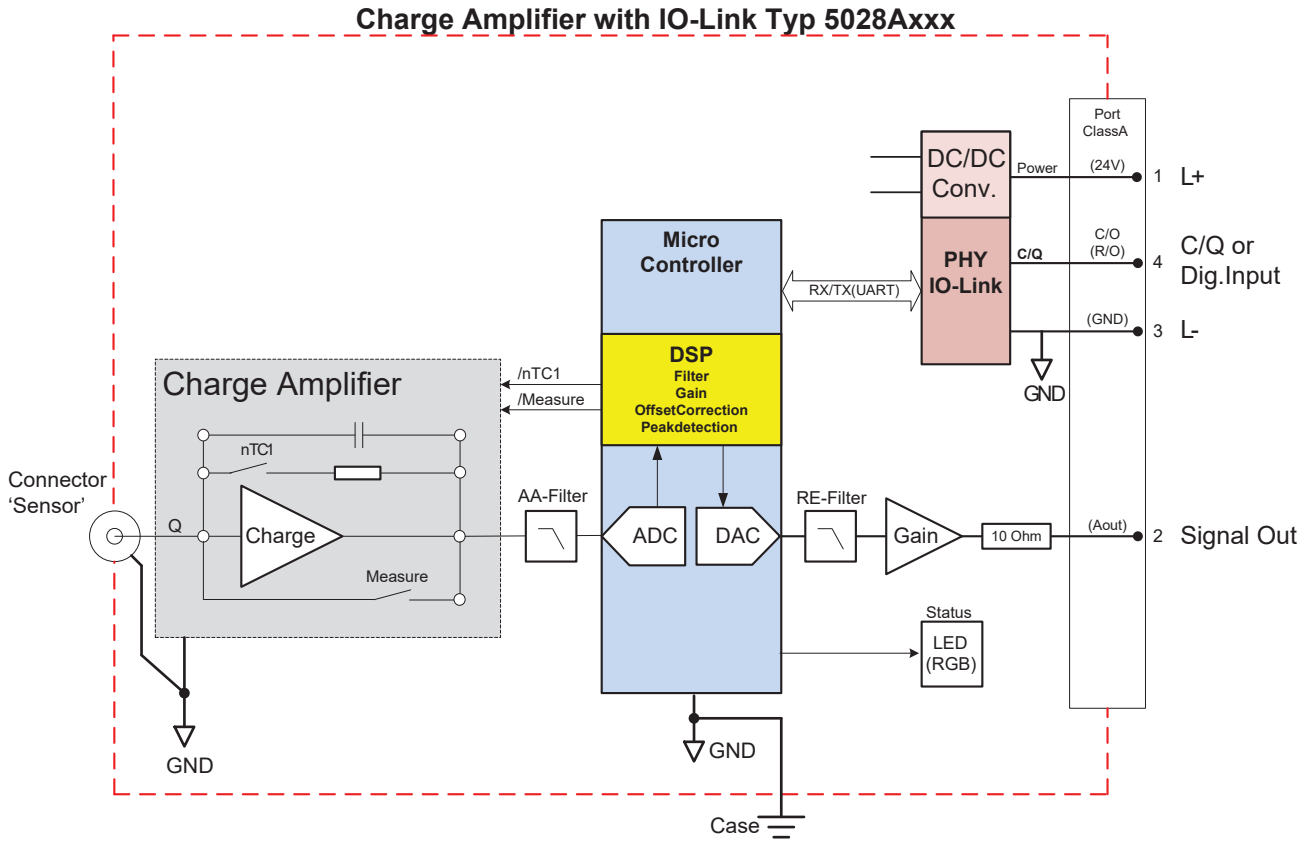 Charge Amplifier with IO-Link Typ 5028Axxx
Port
ClassA
DC/DC
Conv.
Power
(24V)
1
L+
Micro
Controller
PHY
IO-Link
C/Q
C/O
(R/O)
4
C/Q or
Dig.Input
RX/TX(UART)
(GND)
3
L-
GND
DSP
Filter
Gain
OffsetCorrection
Peakdetection
/nTC1
/Measure
Charge Amplifier
nTC1
Connector
'Sensor'
Q
Charge
Measure
AA-Filter
ADC
DAC
RE-Filter
Gain
10 Ohm
(Aout)
2
Signal Out
Status
LED
(RGB)
GND
GND
Case